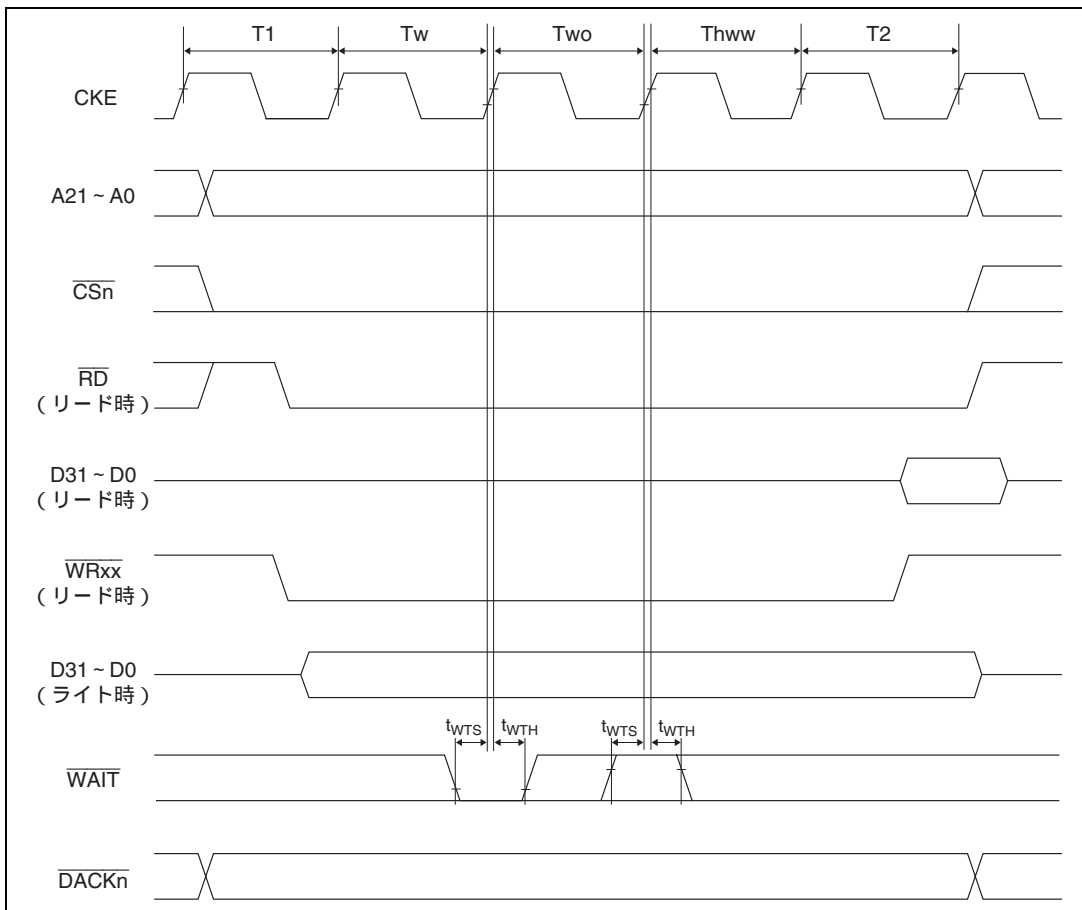 T1 Tw Two Thww T2
CKE
A21 ~ A0
CSn
RD
( リード時 )
D31 ~ D0
( リード時 )
WRxx
( リード時 )
D31 ~ D0
( ライト時 )
tWTS tWTH tWTS tWTH
WAIT
DACKn